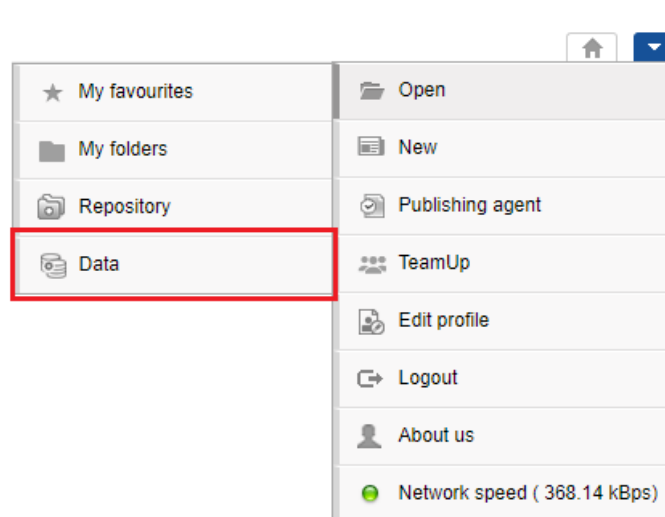 My favourites
My folders
Repository
Data
Open
New
Publishing agent
TeamUp
Edit profile
Logout
About us
Network speed ( 368.14 kBps)